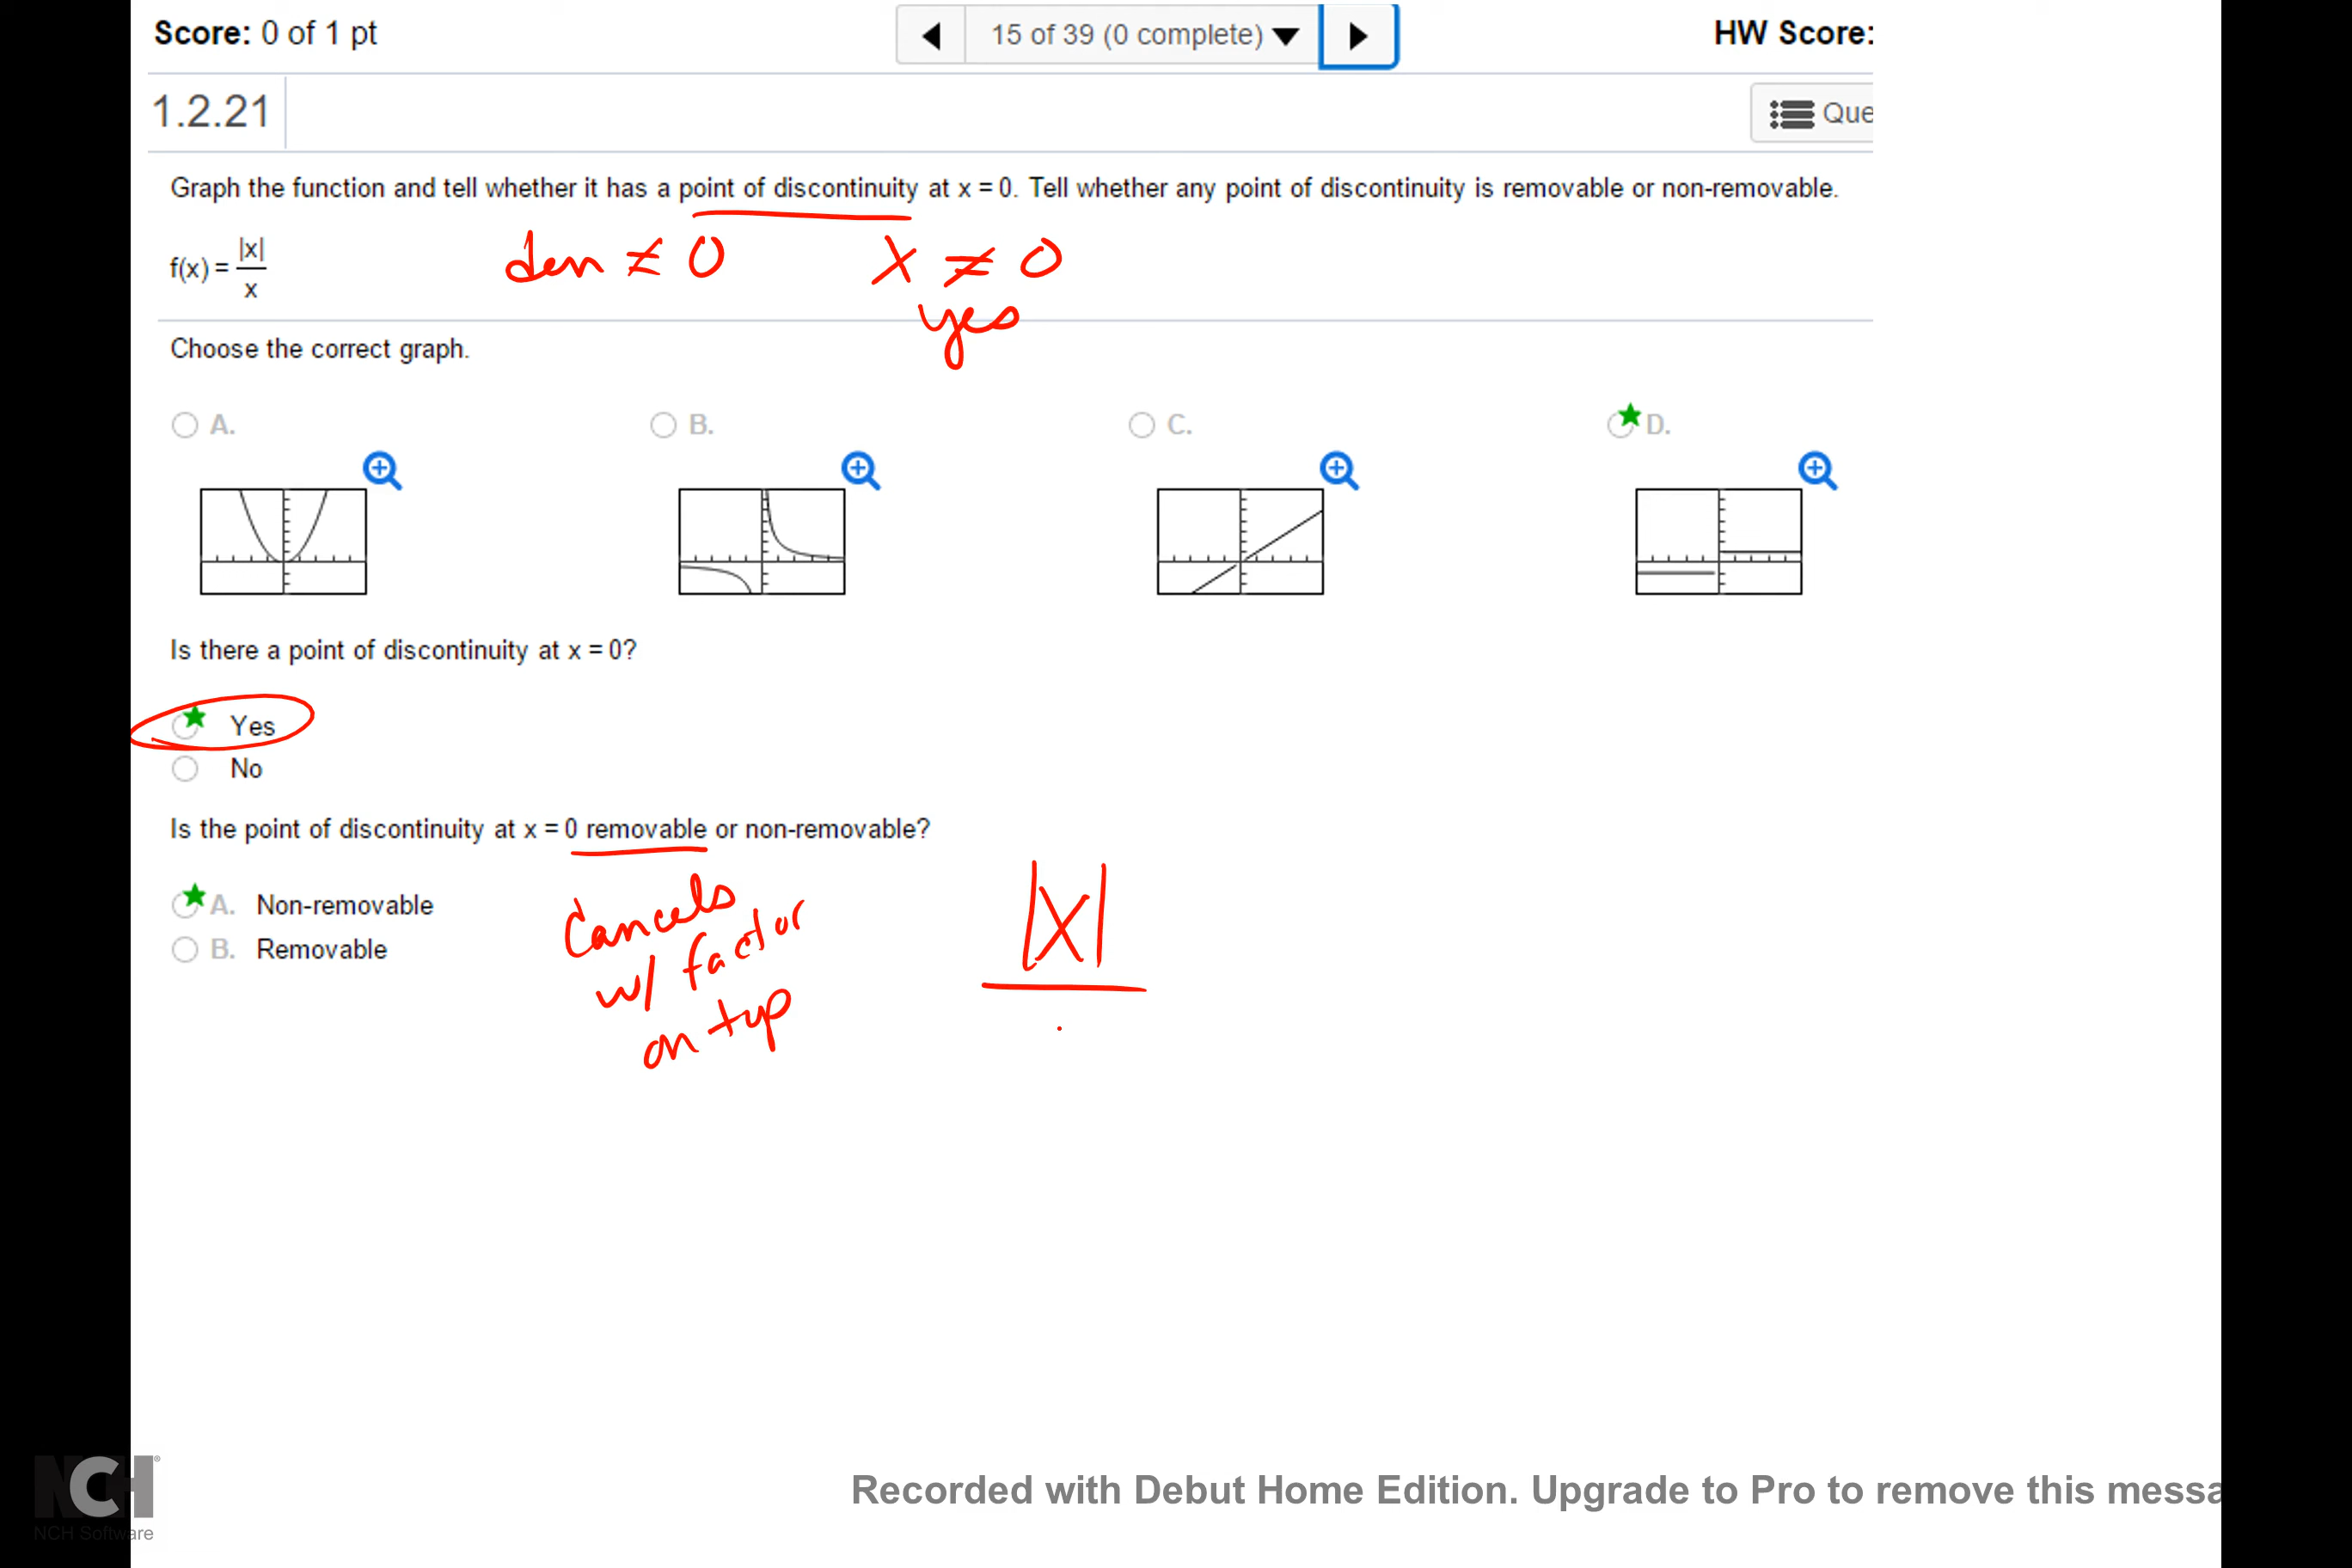 Score: 0 of 1 pt
15 of 39 (0 complete)
HW Score:
1.2.21
Que
Graph the function and tell whether it has a point of discontinuity at x = 0. Tell whether any point of discontinuity is removable or non-removable.
f(x) = |x| / x
den ≠ 0 x ≠ 0
yes
Choose the correct graph.
A. B. C. D.
Is there a point of discontinuity at x = 0?
Yes
No
Is the point of discontinuity at x = 0 removable or non-removable?
A. Non-removable
B. Removable
Cancels
w/ factor
on top
|x|
NCH®
NCH Software
Recorded with Debut Home Edition. Upgrade to Pro to remove this messa